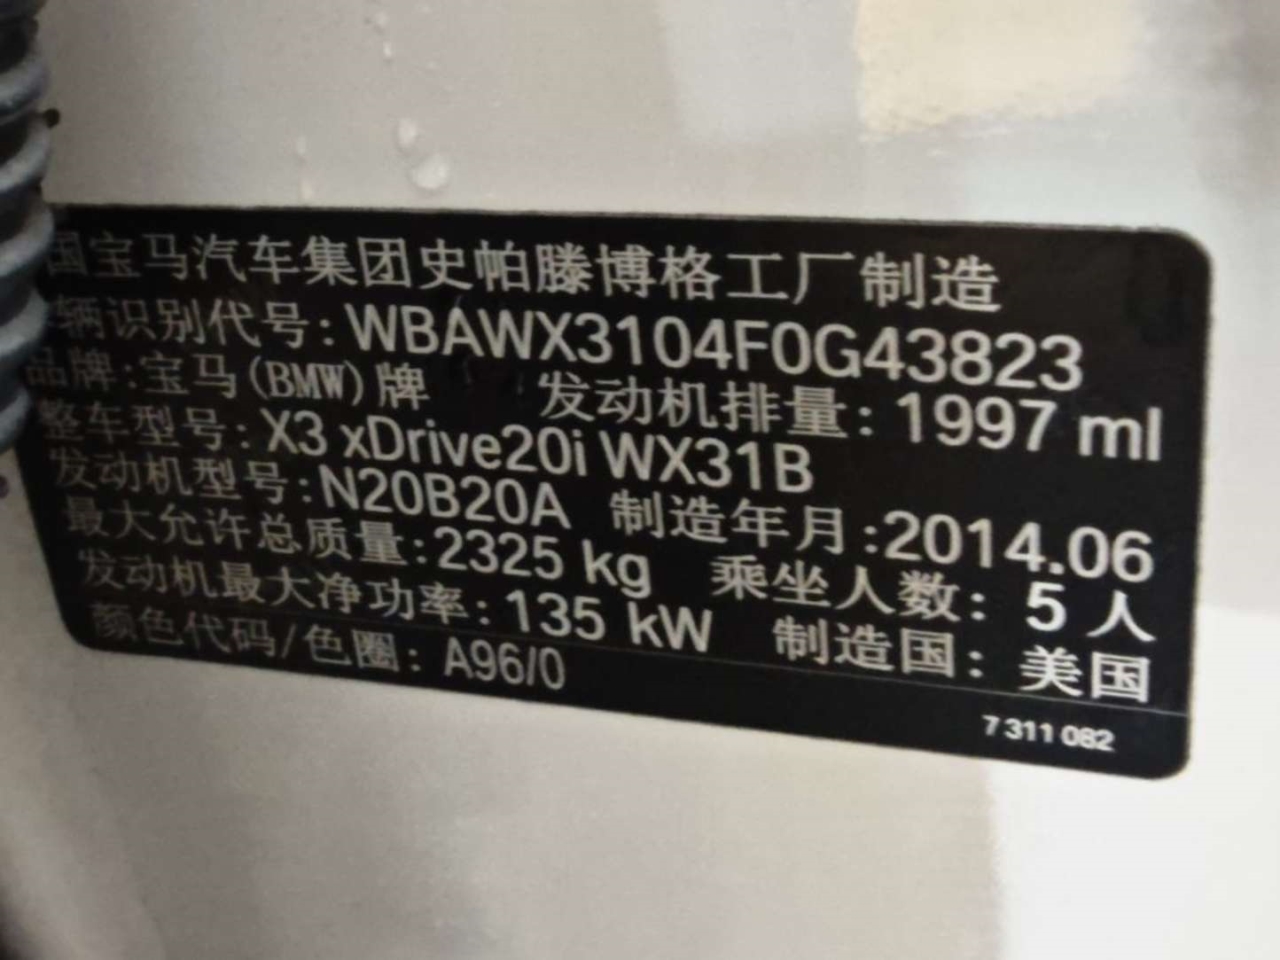 国宝马汽车集团史帕滕博格工厂制造
辆识别代号: WBAWX3104F0G43823
品牌:宝马(BMW)牌 发动机排量: 1997 ml
整车型号: X3 xDrive20i WX31B
发动机型号:N20B20A 制造年月:2014.06
最大允许总质量:2325 kg 乘坐人数: 5 人
发动机最大净功率: 135 kW 制造国: 美国
颜色代码/色圈: A96/0
7 311 082